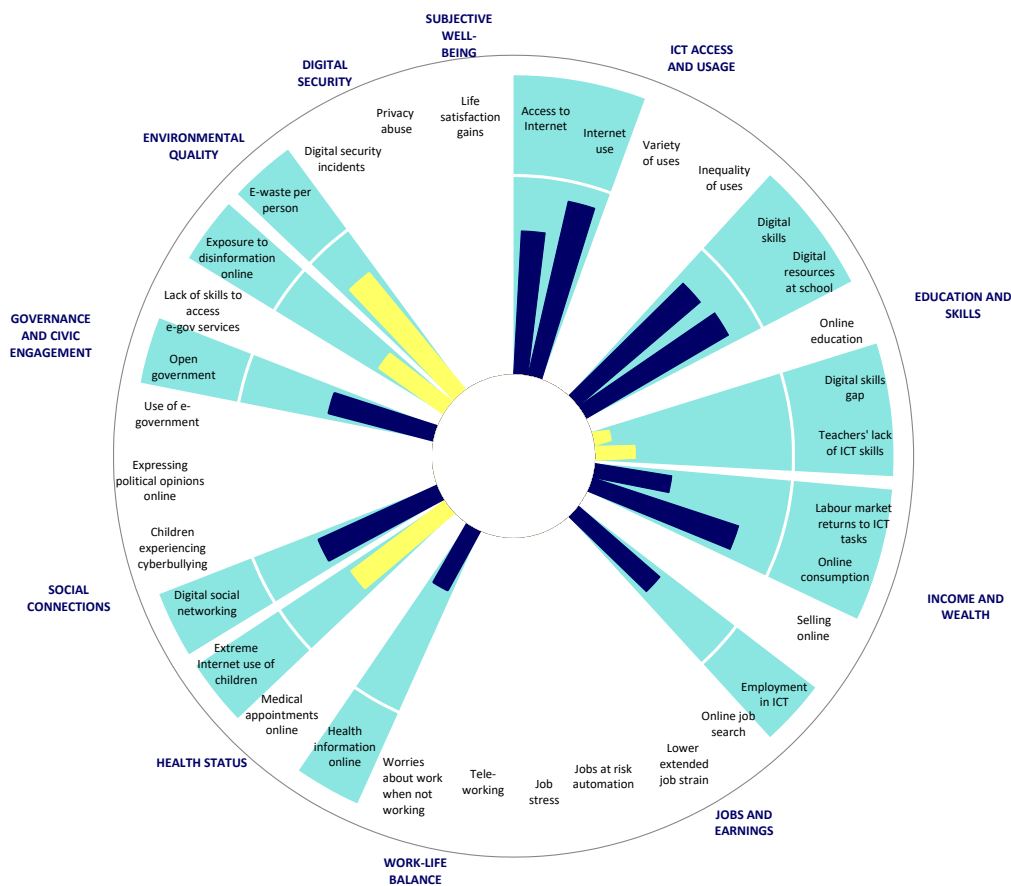 SUBJECTIVE
WELL-
BEING
ICT ACCESS
AND USAGE
DIGITAL
SECURITY
ENVIRONMENTAL
QUALITY
GOVERNANCE
AND CIVIC
ENGAGEMENT
SOCIAL
CONNECTIONS
HEALTH STATUS
WORK-LIFE
BALANCE
JOBS AND
EARNINGS
INCOME AND
WEALTH
EDUCATION AND
SKILLS
Access to
Internet
Internet
use
Variety
of uses
Inequality
of uses
Digital
skills
Digital
resources
at school
Online
education
Digital skills
gap
Teachers' lack
of ICT skills
Labour market
returns to ICT
tasks
Online
consumption
Selling
online
Employment
in ICT
Online job
search
Lower
extended
job strain
Jobs at risk
automation
Job
stress
Tele-
working
Worries
about work
when not
working
Health
information
online
Medical
appointments
online
Extreme
Internet use of
children
Digital social
networking
Children
experiencing
cyberbullying
Expressing
political opinions
online
Use of e-
government
Open
government
Lack of skills to
access
e-gov services
Exposure to
disinformation
online
E-waste per
person
Digital security
incidents
Privacy
abuse
Life
satisfaction
gains